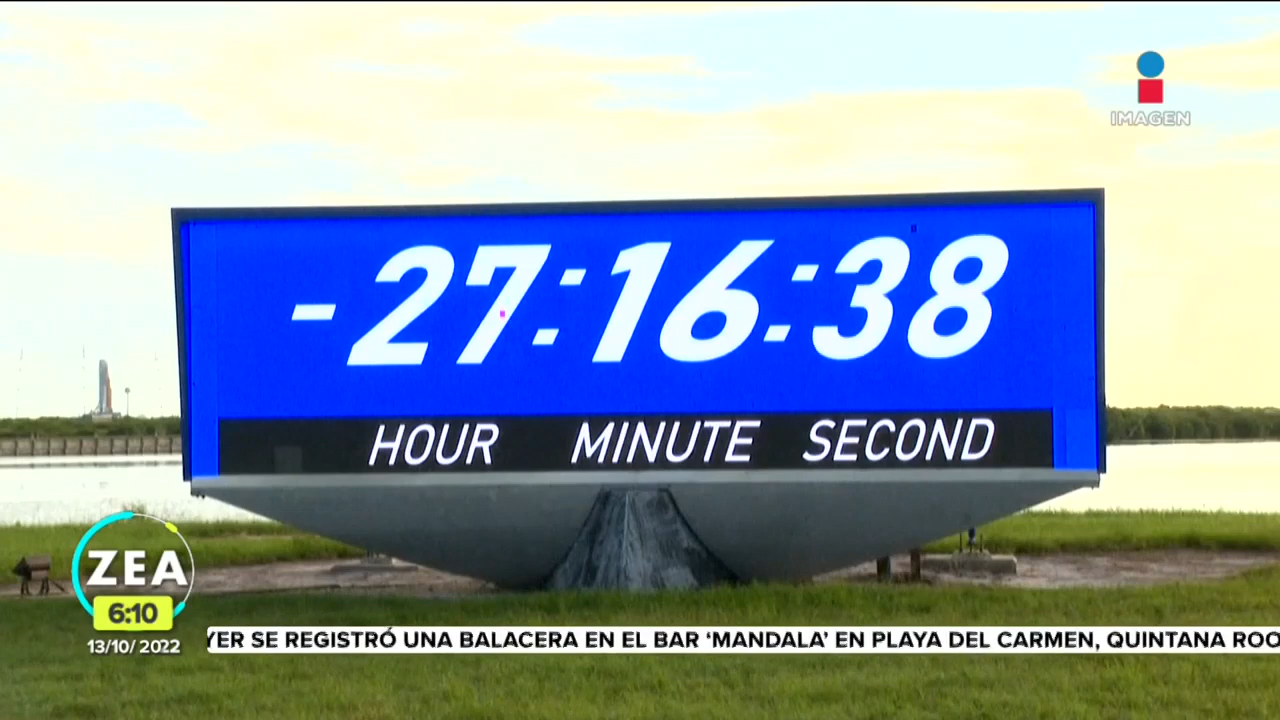 IMAGEN
-27:16:38
HOUR MINUTE SECOND
ZEA
6:10
13/10/2022
YER SE REGISTRÓ UNA BALACERA EN EL BAR ‘MANDALA’ EN PLAYA DEL CARMEN, QUINTANA ROO